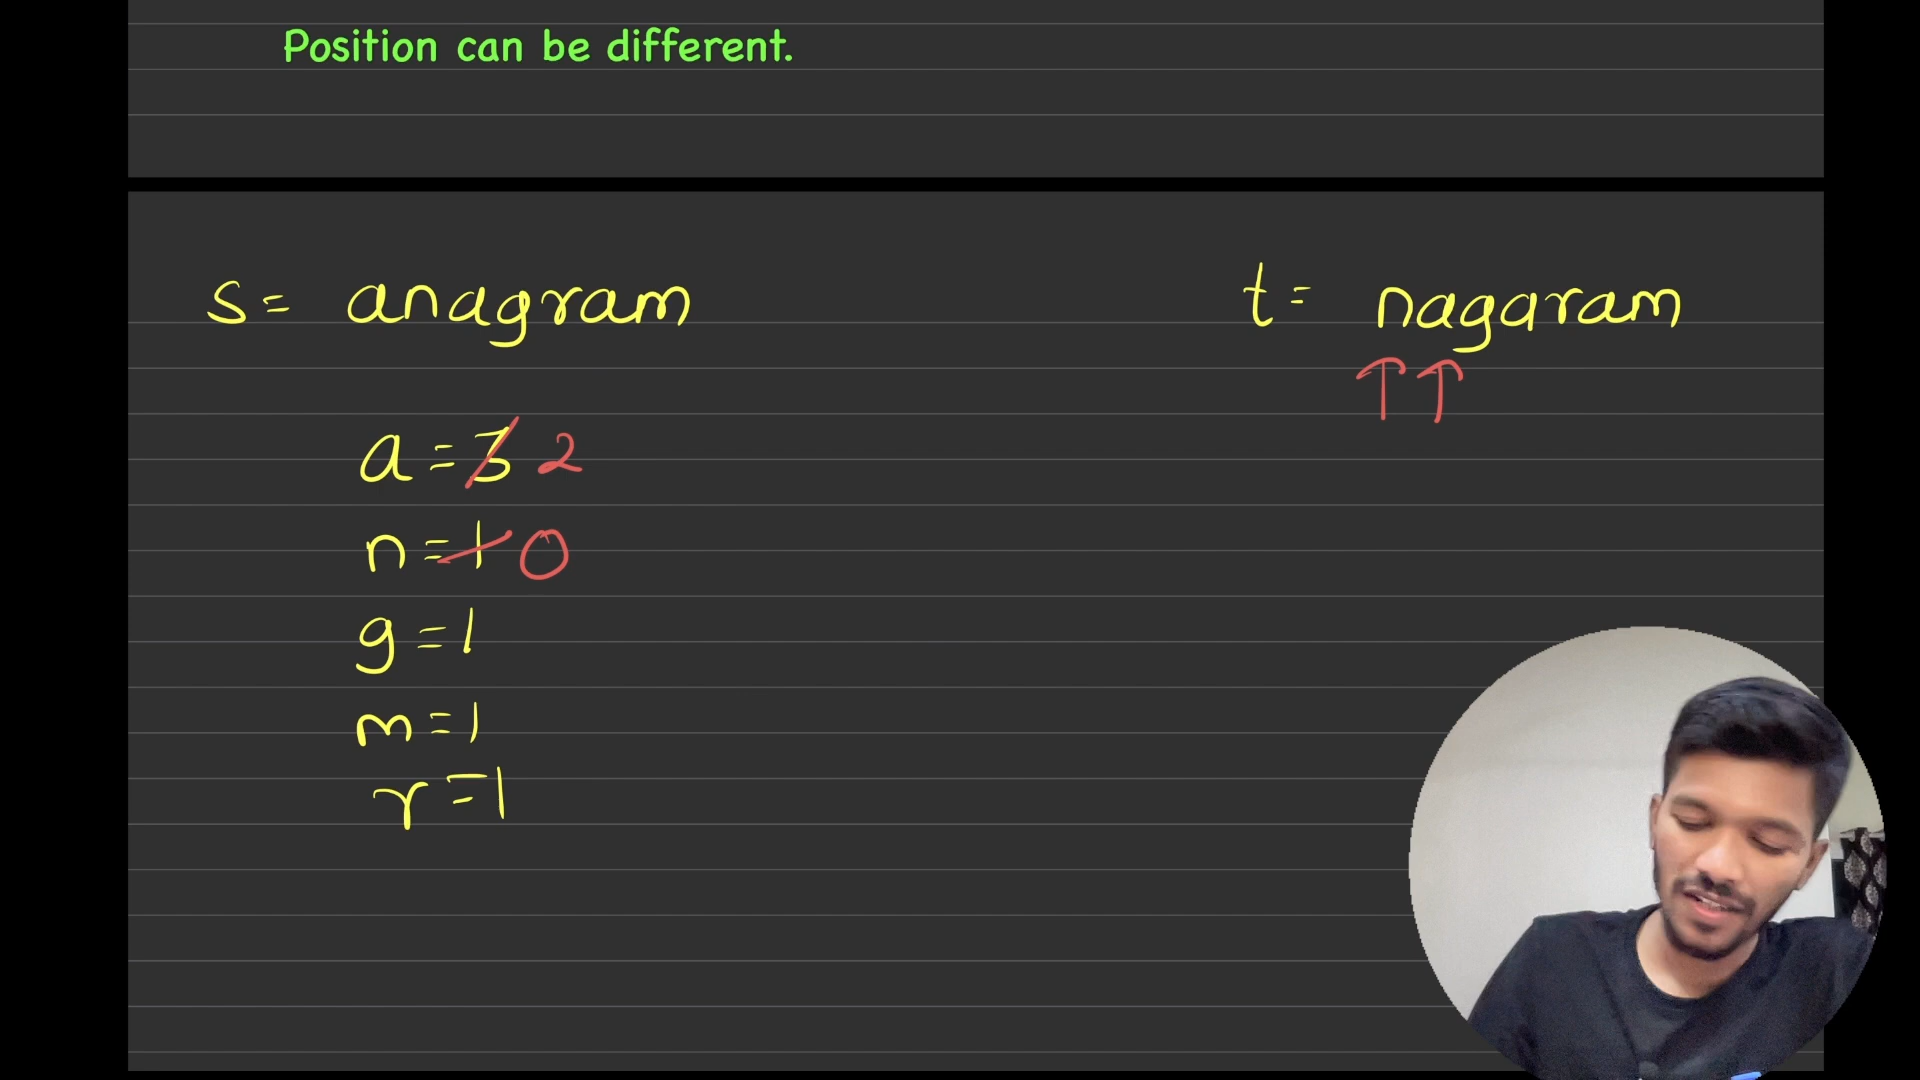 Position can be different.
s= anagram
t= nagaram
↑↑
a=3 2
n=1 0
g=1
m=1
r=1